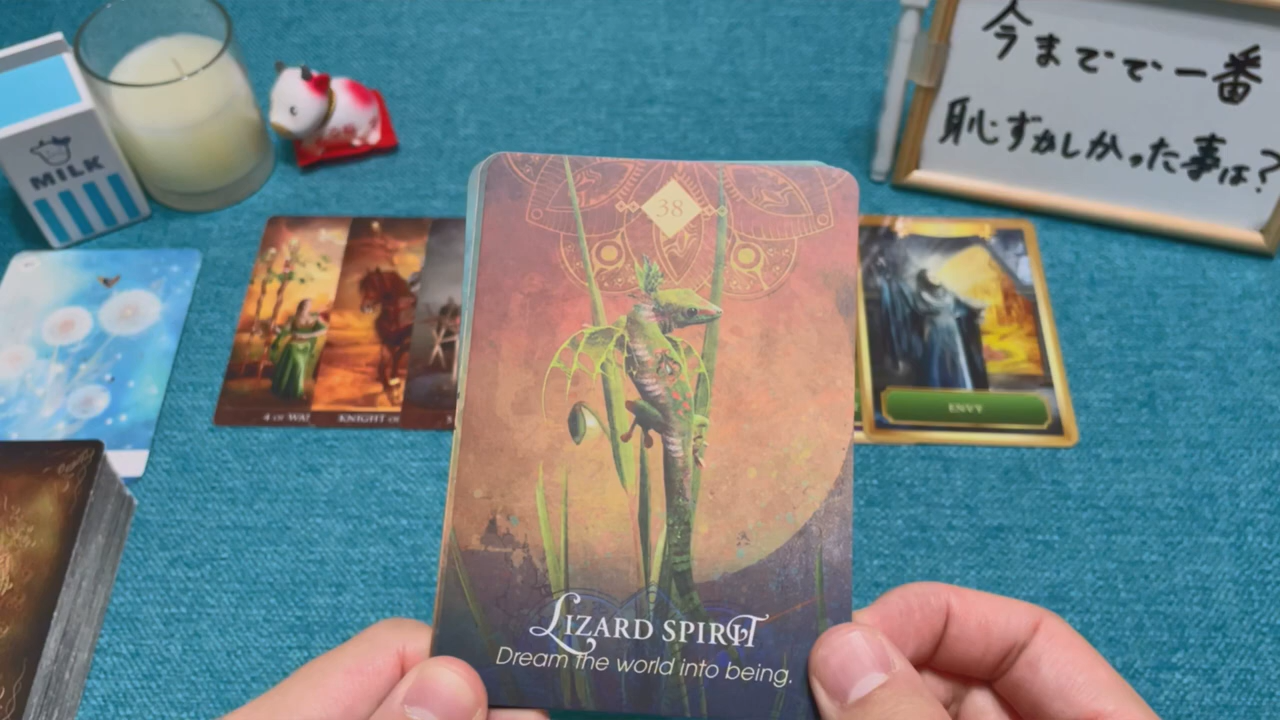 今までで一番
恥ずかしかった事は?
MILK
38
4 OF WA
KNIGHT OF
ENVY
LIZARD SPIRIT
Dream the world into being.